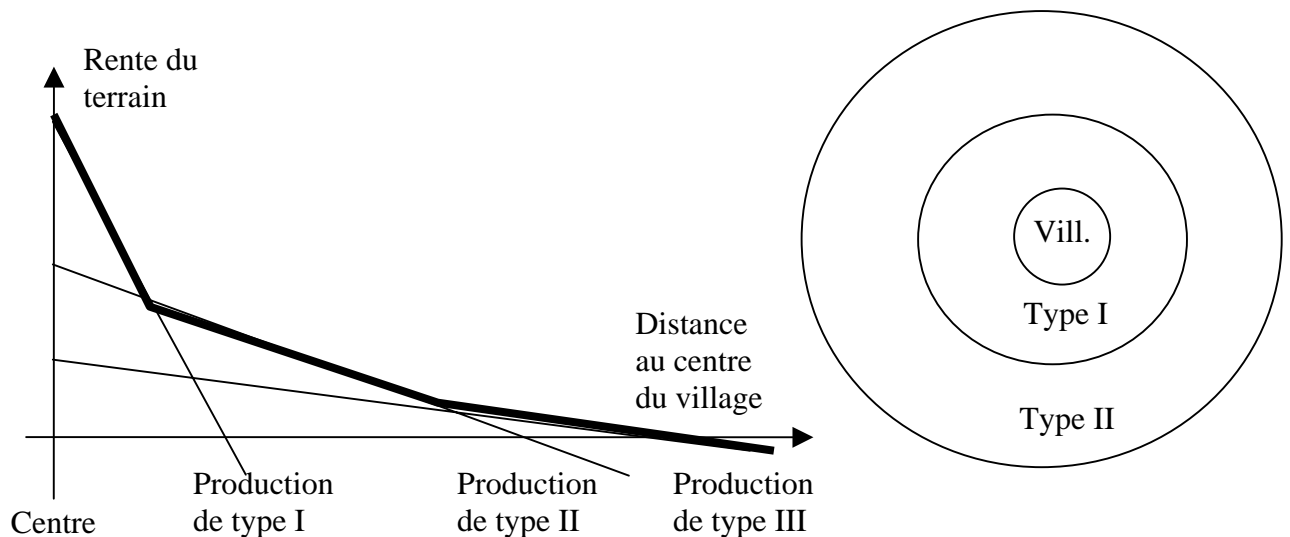 Rente du
terrain
Distance
au centre
du village
Centre
Production
de type I
Production
de type II
Production
de type III
Vill.
Type I
Type II